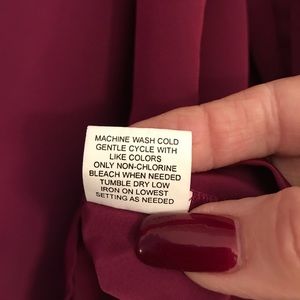 MACHINE WASH COLD
GENTLE CYCLE WITH
LIKE COLORS
ONLY NON-CHLORINE
BLEACH WHEN NEEDED
TUMBLE DRY LOW
IRON ON LOWEST
SETTING AS NEEDED